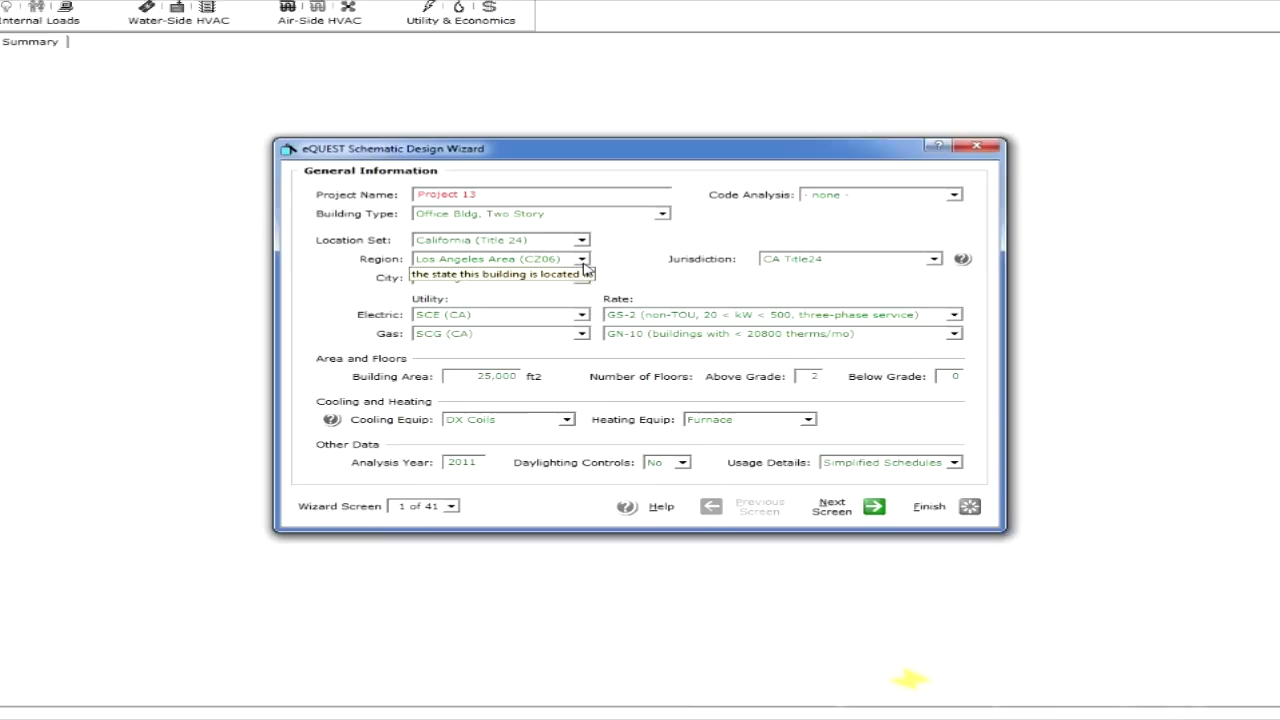 Internal Loads Water-Side HVAC Air-Side HVAC Utility & Economics
Summary
eQUEST Schematic Design Wizard
General Information
Project Name: Project 13 Code Analysis: - none -
Building Type: Office Bldg, Two Story
Location Set: California (Title 24)
Region: Los Angeles Area (CZ06) Jurisdiction: CA Title24
City: the state this building is located
Utility: Rate:
Electric: SCE (CA) GS-2 (non-TOU, 20 < kW < 500, three-phase service)
Gas: SCG (CA) GN-10 (buildings with < 20800 therms/mo)
Area and Floors
Building Area: 25,000 ft2 Number of Floors: Above Grade: 2 Below Grade: 0
Cooling and Heating
Cooling Equip: DX Coils Heating Equip: Furnace
Other Data
Analysis Year: 2011 Daylighting Controls: No Usage Details: Simplified Schedules
Wizard Screen 1 of 41 Help Previous Screen Next Screen Finish